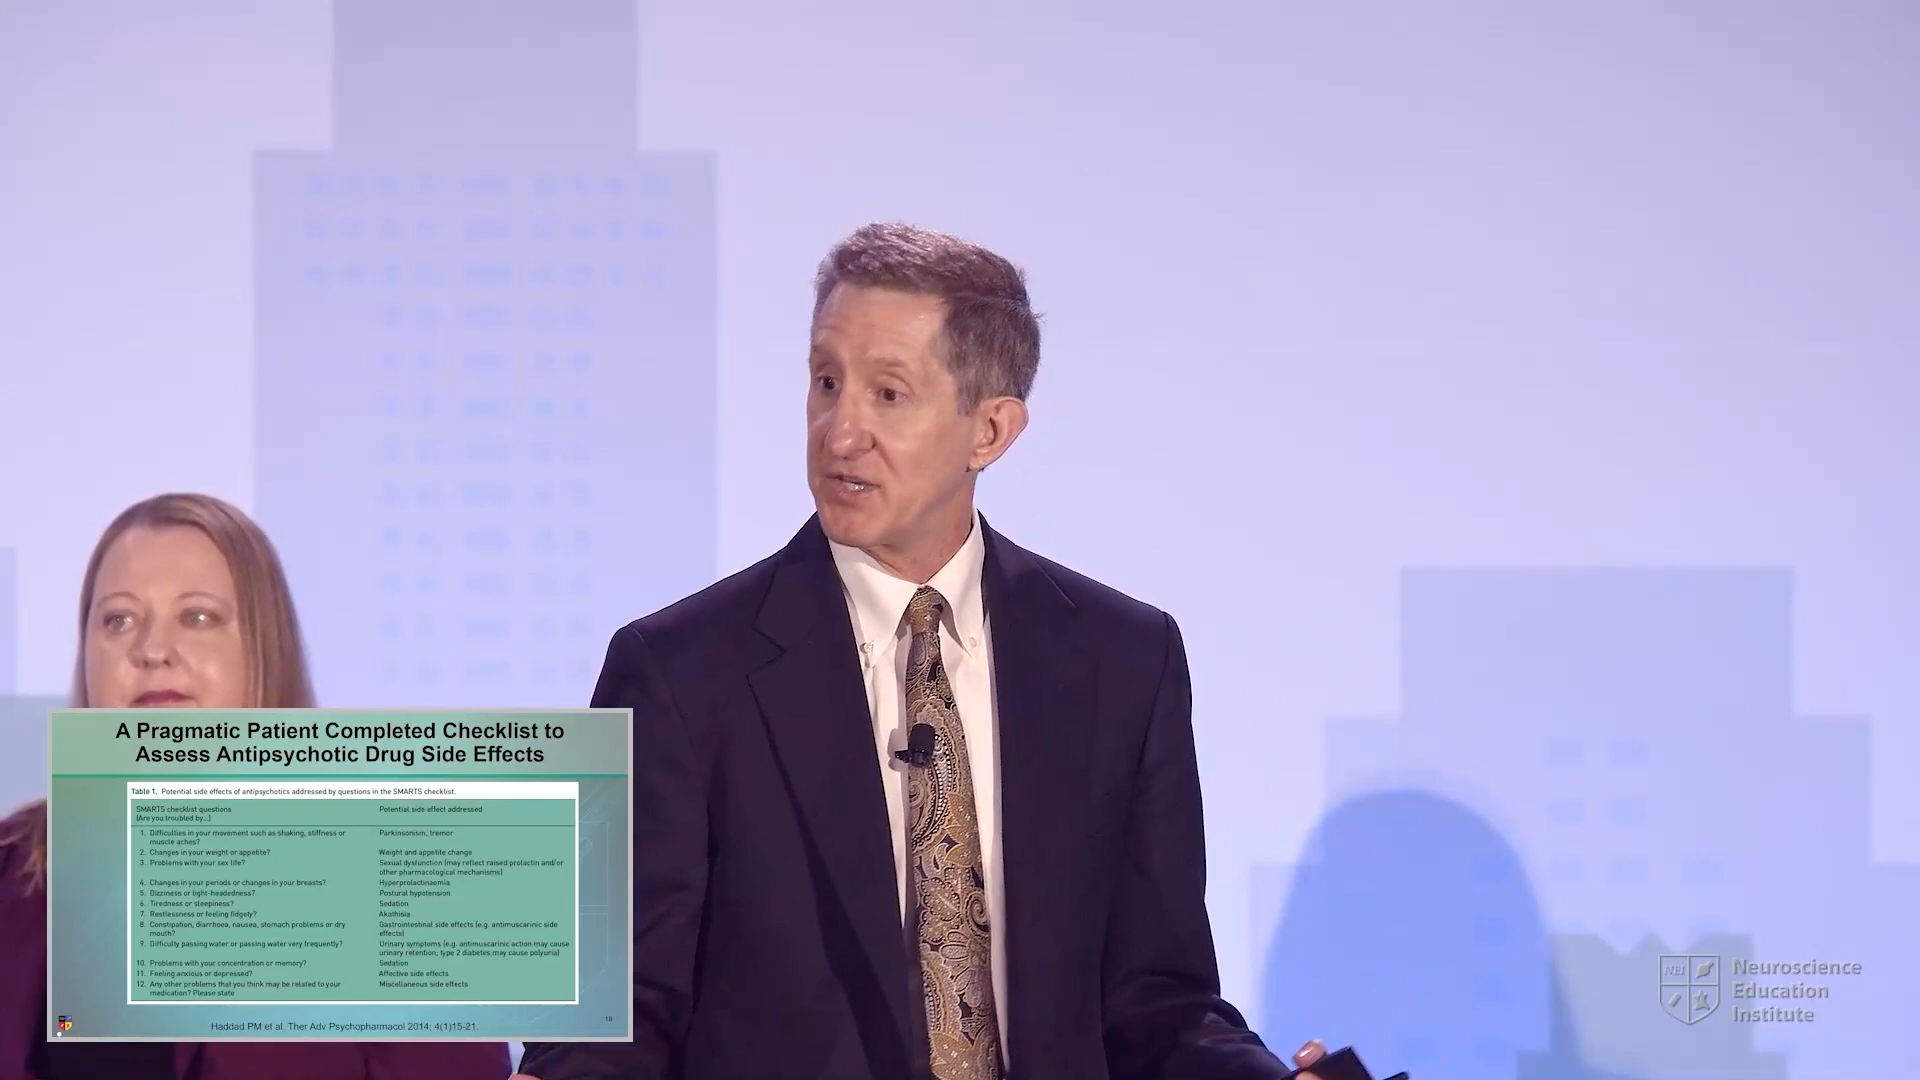 A Pragmatic Patient Completed Checklist to
Assess Antipsychotic Drug Side Effects
Table 1. Potential side effects of antipsychotics addressed by questions in the SMARTS checklist.
SMARTS checklist questions
(Are you troubled by...)
Potential side effect addressed
1. Difficulties in your movement such as shaking, stiffness or
muscle aches?
Parkinsonism, tremor
2. Changes in your weight or appetite?
Weight and appetite change
3. Problems with your sex life?
Sexual dysfunction (may reflect raised prolactin and/or
other pharmacological mechanisms)
4. Changes in your periods or changes in your breasts?
Hyperprolactinaemia
5. Dizziness or light-headedness?
Postural hypotension
6. Tiredness or sleepiness?
Sedation
7. Restlessness or feeling fidgety?
Akathisia
8. Constipation, diarrhoea, nausea, stomach problems or dry
mouth?
Gastrointestinal side effects (e.g. antimuscarinic side
effects)
9. Difficulty passing water or passing water very frequently?
Urinary symptoms (e.g. antimuscarinic action may cause
urinary retention; type 2 diabetes may cause polyuria)
10. Problems with your concentration or memory?
Sedation
11. Feeling anxious or depressed?
Affective side effects
12. Any other problems that you think may be related to your
medication? Please state
Miscellaneous side effects
18
Haddad PM et al. Ther Adv Psychopharmacol 2014; 4(1)15-21.
NEI
Neuroscience
Education
Institute